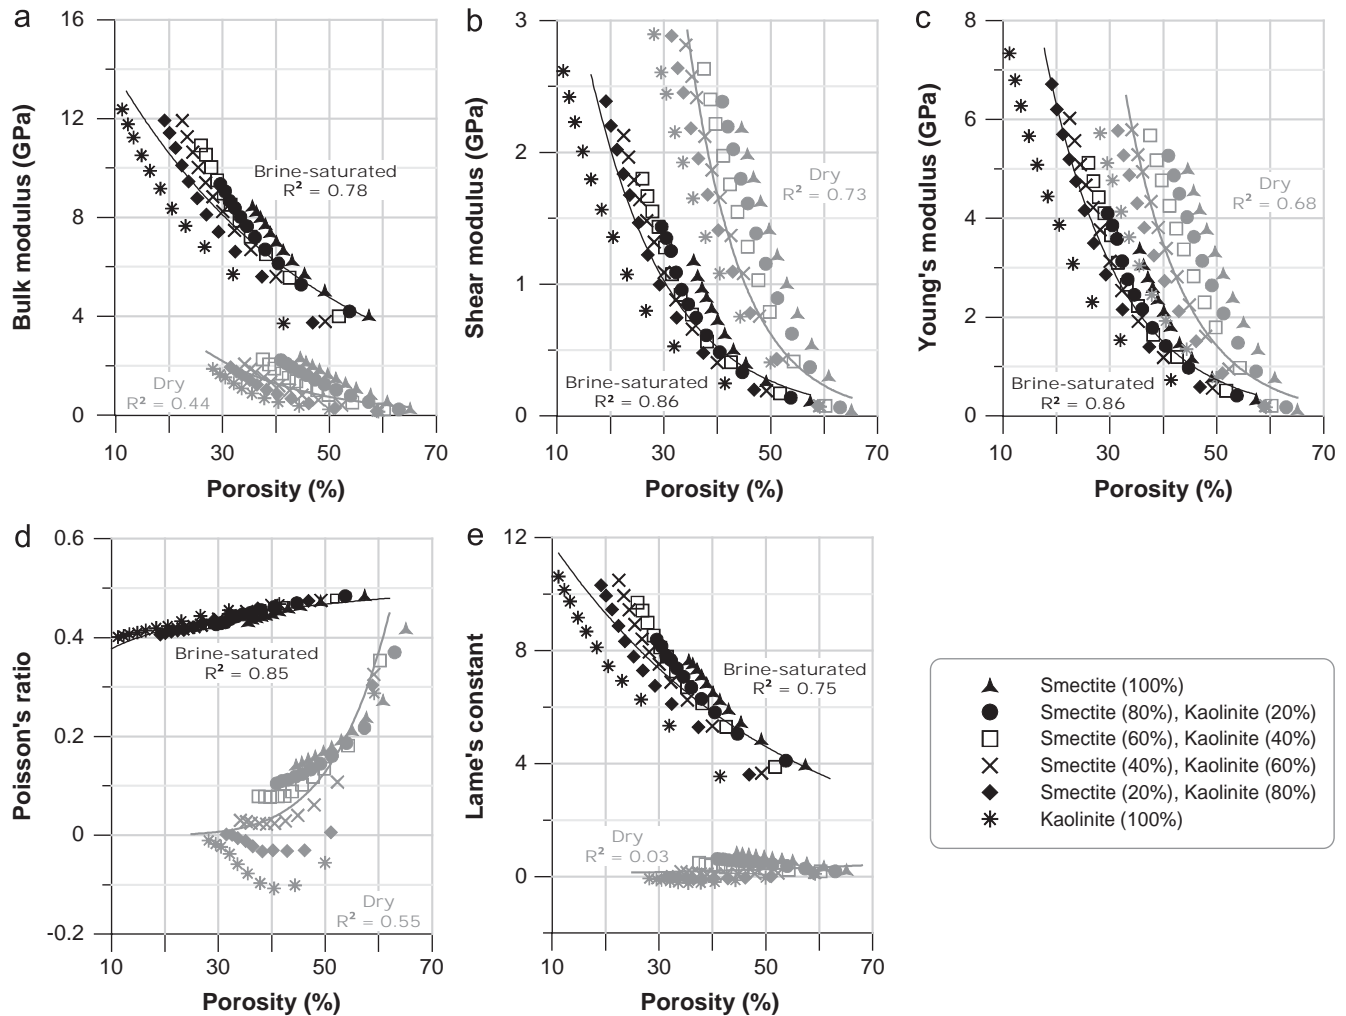 a
16
12
8
4
0
Bulk modulus (GPa)
Brine-saturated
R² = 0.78
Dry
R² = 0.44
10
30
50
70
Porosity (%)
b
3
2
1
0
Shear modulus (GPa)
Dry
R² = 0.73
Brine-saturated
R² = 0.86
10
30
50
70
Porosity (%)
c
8
6
4
2
0
Young's modulus (GPa)
Dry
R² = 0.68
Brine-saturated
R² = 0.86
10
30
50
70
Porosity (%)
d
0.6
0.4
0.2
0
-0.2
Poisson's ratio
Brine-saturated
R² = 0.85
Dry
R² = 0.55
10
30
50
70
Porosity (%)
e
12
8
4
0
Lame's constant
Brine-saturated
R² = 0.75
Dry
R² = 0.03
10
30
50
70
Porosity (%)
Smectite (100%)
Smectite (80%), Kaolinite (20%)
Smectite (60%), Kaolinite (40%)
Smectite (40%), Kaolinite (60%)
Smectite (20%), Kaolinite (80%)
Kaolinite (100%)